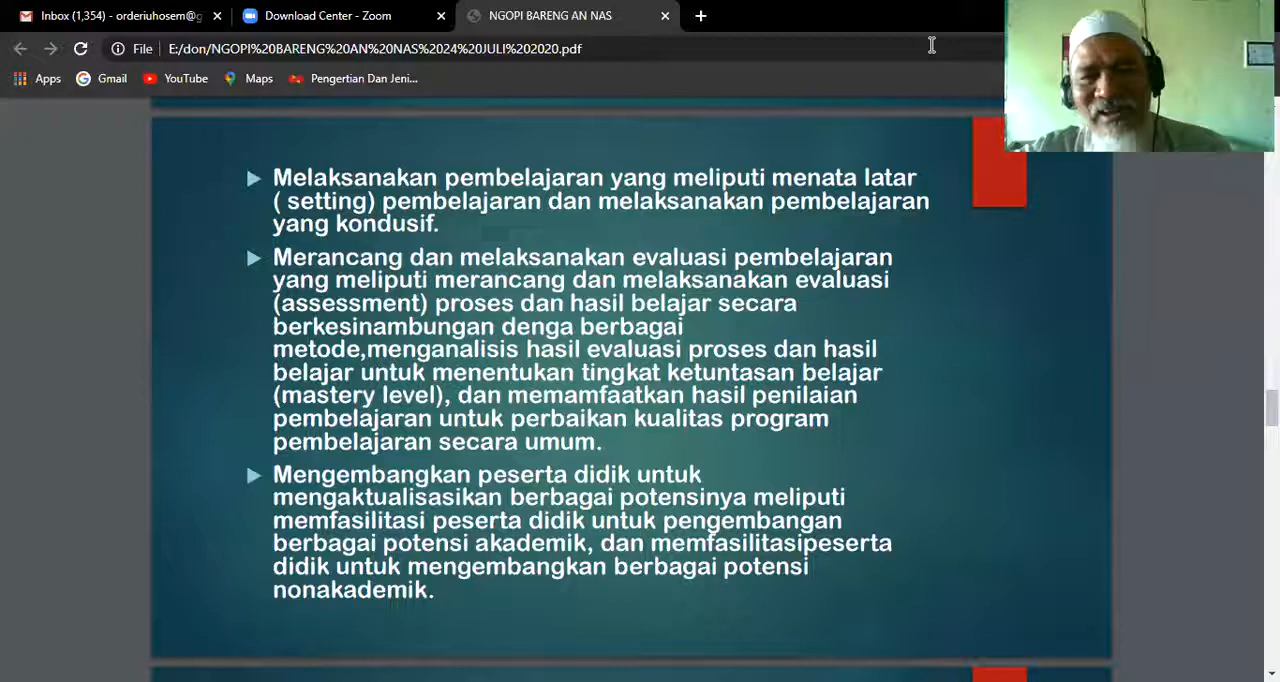 Inbox (1,354) - orderiuhosem@g
Download Center - Zoom
NGOPI BARENG AN NAS
File
E:/don/NGOPI%20BARENG%20AN%20NAS%2024%20JULI%202020.pdf
Apps
Gmail
YouTube
Maps
Pengertian Dan Jeni...
Melaksanakan pembelajaran yang meliputi menata latar
( setting) pembelajaran dan melaksanakan pembelajaran
yang kondusif.
Merancang dan melaksanakan evaluasi pembelajaran
yang meliputi merancang dan melaksanakan evaluasi
(assessment) proses dan hasil belajar secara
berkesinambungan denga berbagai
metode,menganalisis hasil evaluasi proses dan hasil
belajar untuk menentukan tingkat ketuntasan belajar
(mastery level), dan memamfaatkan hasil penilaian
pembelajaran untuk perbaikan kualitas program
pembelajaran secara umum.
Mengembangkan peserta didik untuk
mengaktualisasikan berbagai potensinya meliputi
memfasilitasi peserta didik untuk pengembangan
berbagai potensi akademik, dan memfasilitasipeserta
didik untuk mengembangkan berbagai potensi
nonakademik.